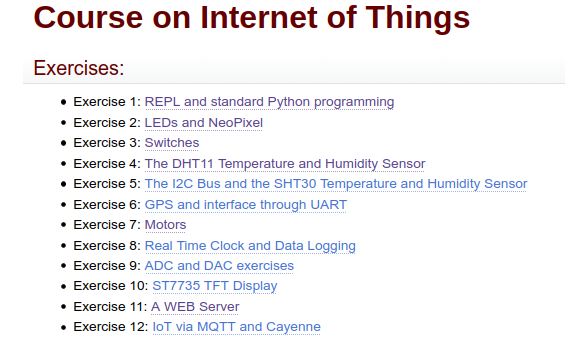 Course on Internet of Things
Exercises:
Exercise 1: REPL and standard Python programming
Exercise 2: LEDs and NeoPixel
Exercise 3: Switches
Exercise 4: The DHT11 Temperature and Humidity Sensor
Exercise 5: The I2C Bus and the SHT30 Temperature and Humidity Sensor
Exercise 6: GPS and interface through UART
Exercise 7: Motors
Exercise 8: Real Time Clock and Data Logging
Exercise 9: ADC and DAC exercises
Exercise 10: ST7735 TFT Display
Exercise 11: A WEB Server
Exercise 12: IoT via MQTT and Cayenne